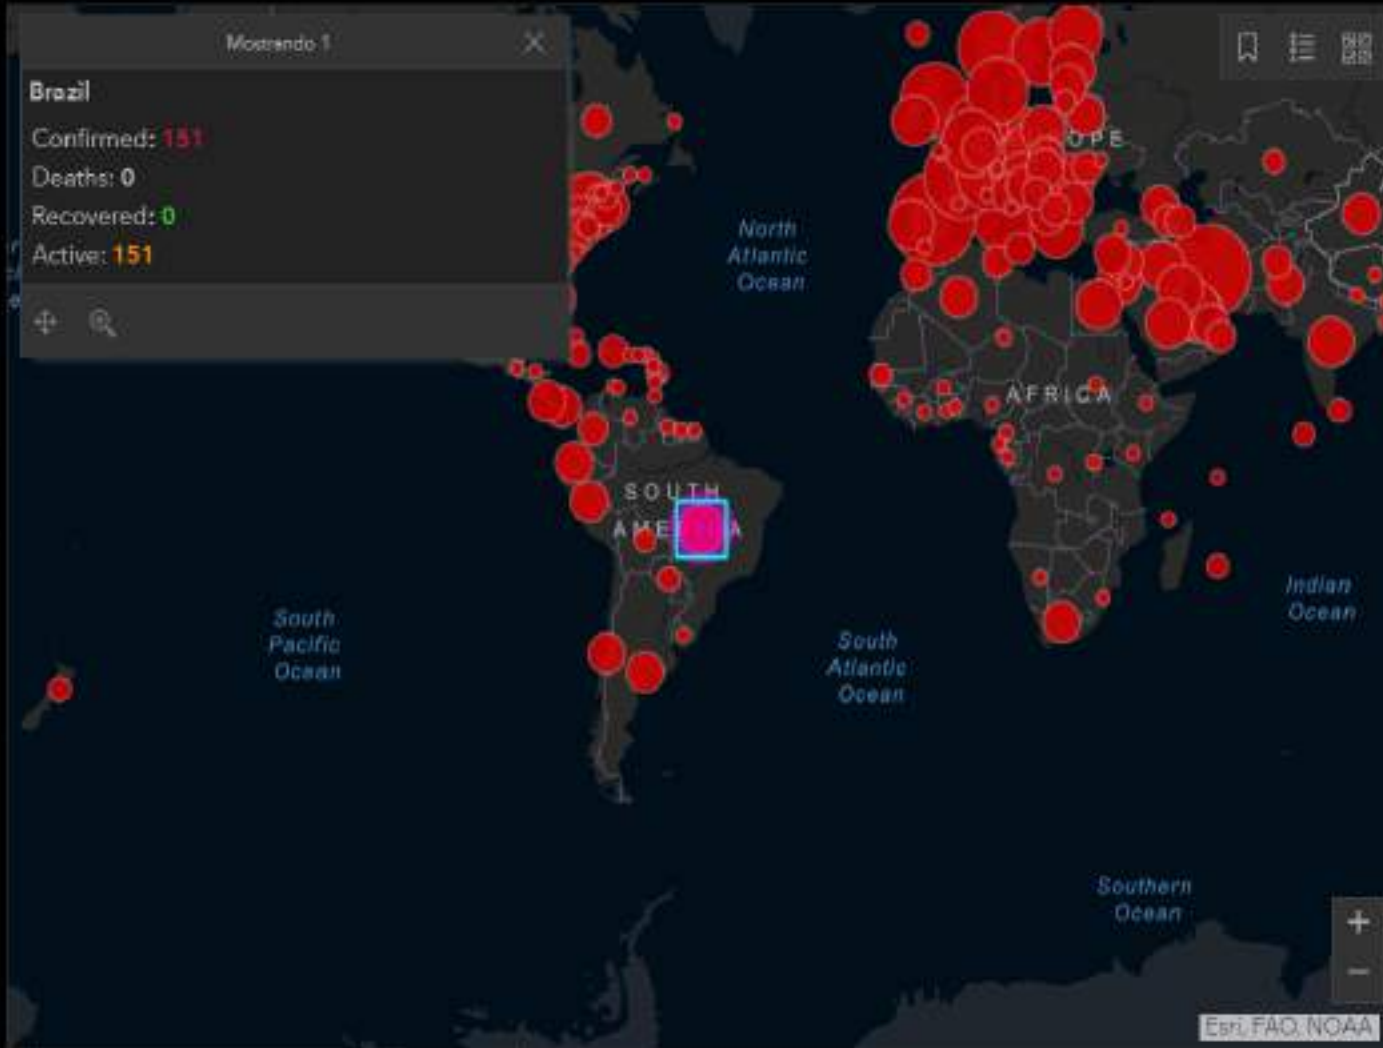 Mostrando 1
Brazil
Confirmed: 151
Deaths: 0
Recovered: 0
Active: 151
North
Atlantic
Ocean
OPE
AFRICA
SOUTH
South
Pacific
Ocean
South
Atlantic
Ocean
Indian
Ocean
Southern
Ocean
+
−
Esri, FAO, NOAA